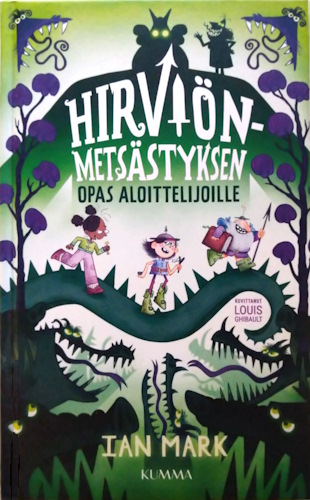 HIRVIÖN-
METSÄSTYKSEN
OPAS ALOITTELIJOILLE
KUVITTANUT
LOUIS
GHIBAULT
IAN MARK
KUMMA